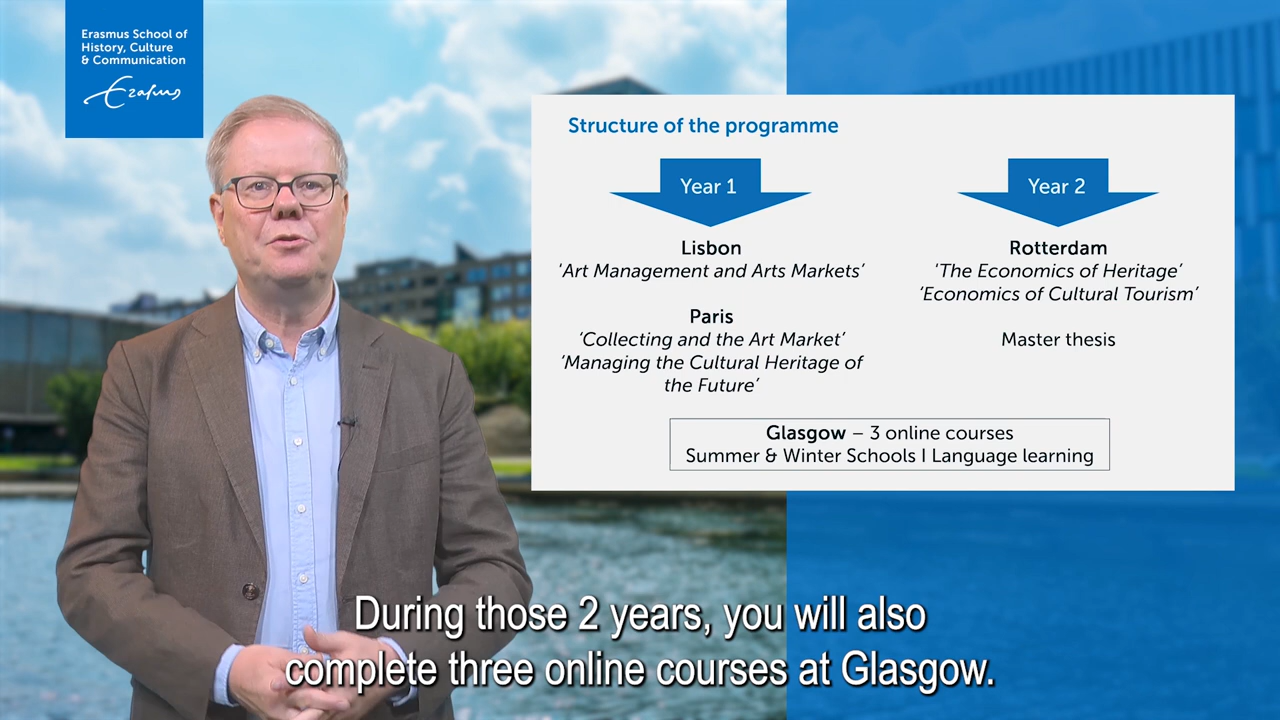 Erasmus School of
History, Culture
& Communication
Erasmus
Structure of the programme
Year 1
Year 2
Lisbon
'Art Management and Arts Markets’
Paris
‘Collecting and the Art Market’
‘Managing the Cultural Heritage of
the Future’
Rotterdam
'The Economics of Heritage’
‘Economics of Cultural Tourism’
Master thesis
Glasgow – 3 online courses
Summer & Winter Schools I Language learning
During those 2 years, you will also
complete three online courses at Glasgow.